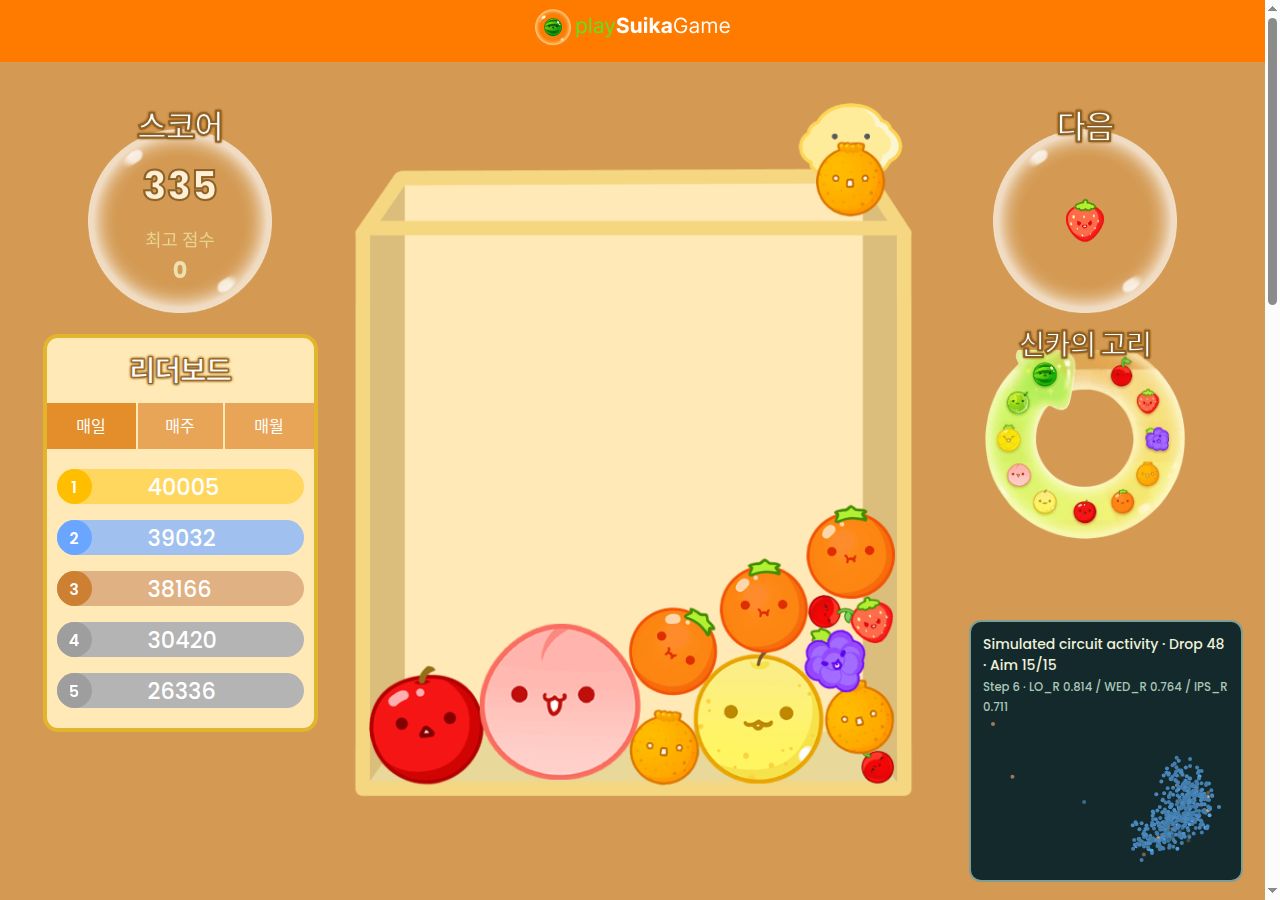 playSuikaGame
스코어
335
최고 점수
0
리더보드
매일 매주 매월
1 40005
2 39032
3 38166
4 30420
5 26336
다음
신카의 고리
Simulated circuit activity · Drop 48
· Aim 15/15
Step 6 · LO_R 0.814 / WED_R 0.764 / IPS_R
0.711